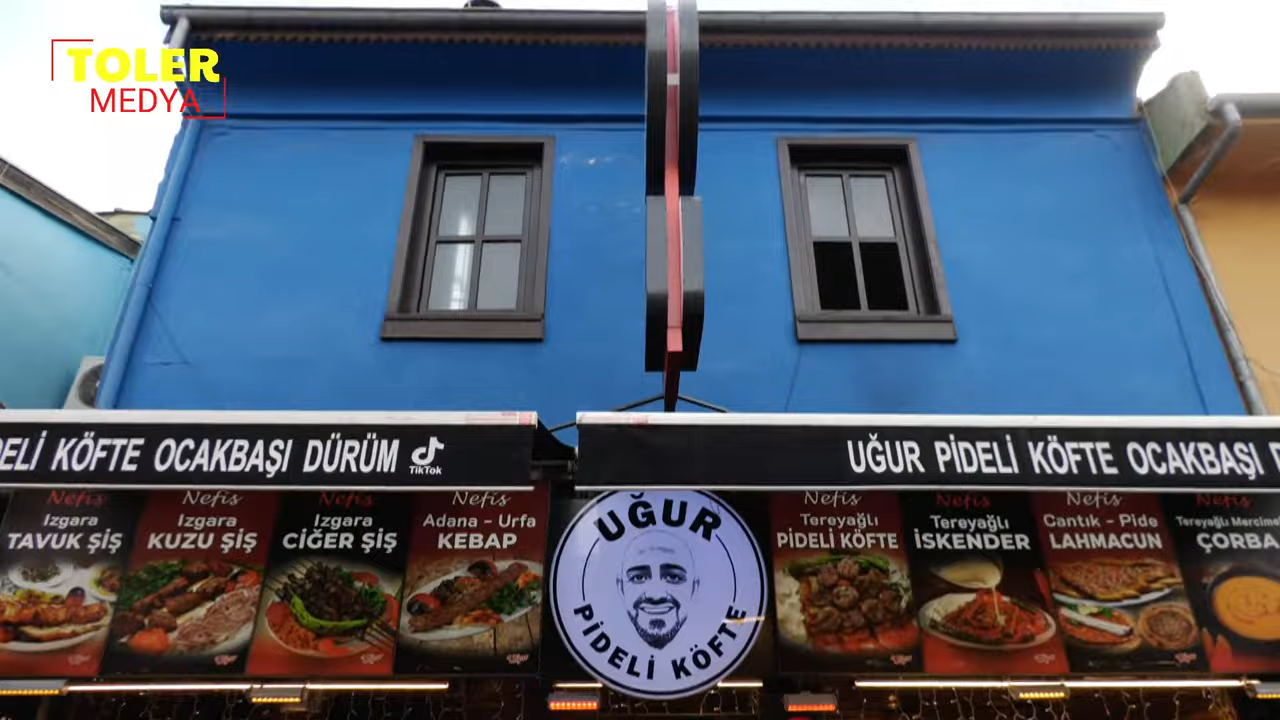 TOLER
MEDYA
DELİ KÖFTE OCAKBAŞI DÜRÜM
TikTok
UĞUR PİDELİ KÖFTE OCAKBAŞI
Nefis
Izgara
TAVUK ŞİŞ
Nefis
Izgara
KUZU ŞİŞ
Nefis
Izgara
CİĞER ŞİŞ
Nefis
Adana - Urfa
KEBAP
UĞUR
PİDELİ KÖFTE
Nefis
Tereyağlı
PİDELİ KÖFTE
Nefis
Tereyağlı
İSKENDER
Nefis
Cantık - Pide
LAHMACUN
Nefis
Tereyağlı Mercime
ÇORBA